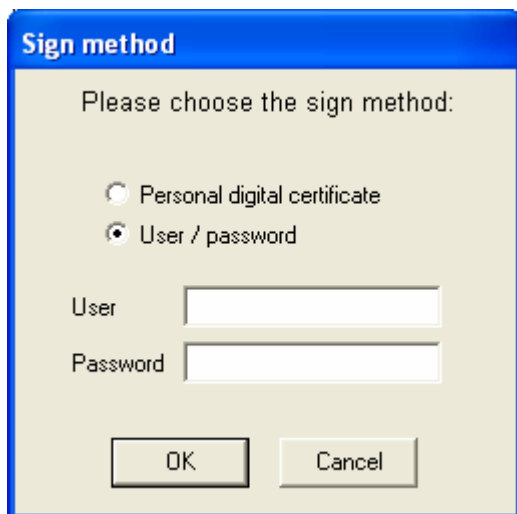 Sign method
Please choose the sign method:
Personal digital certificate
User / password
User
Password
OK Cancel